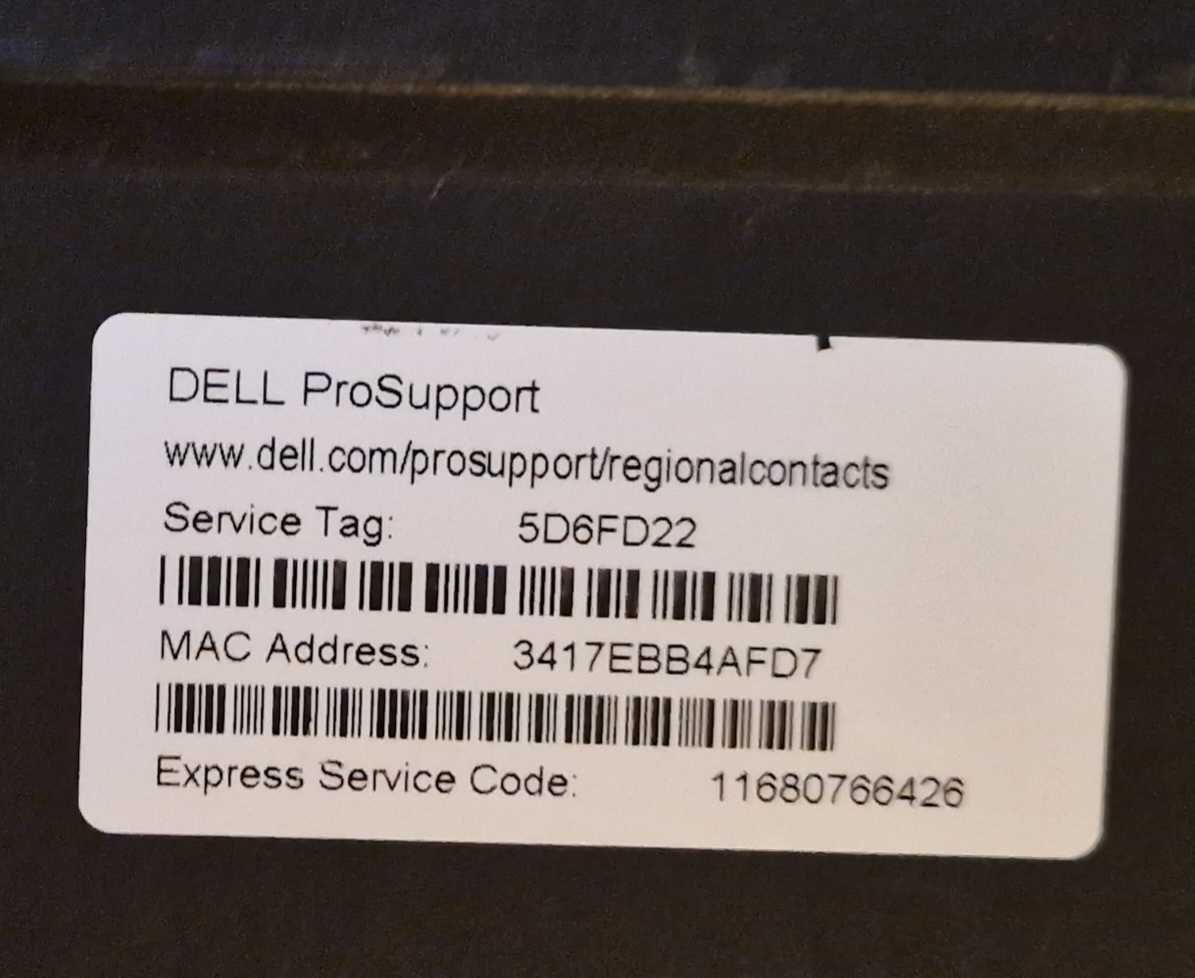 DELL ProSupport
www.dell.com/prosupport/regionalcontacts
Service Tag: 5D6FD22
MAC Address: 3417EBB4AFD7
Express Service Code: 11680766426